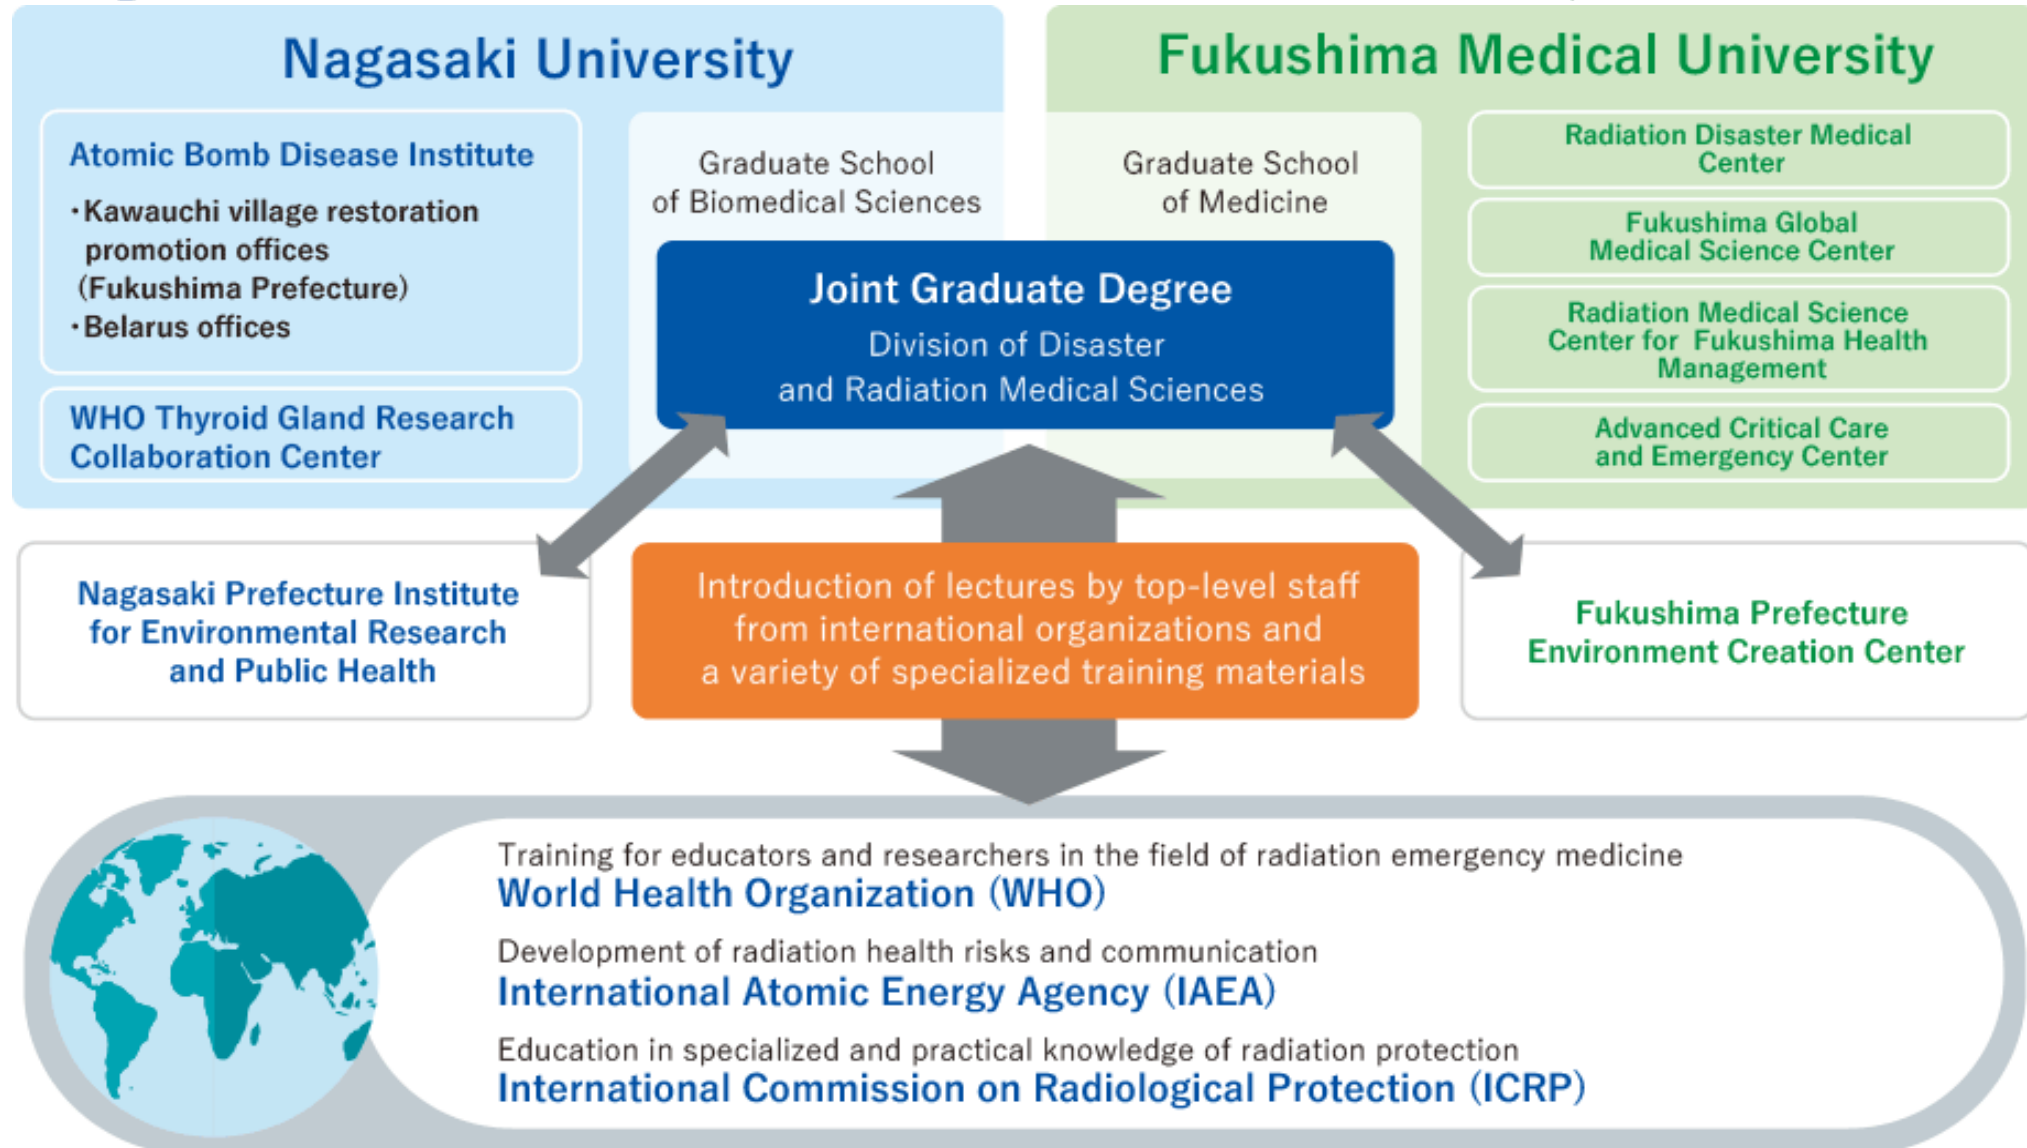 Nagasaki University
Atomic Bomb Disease Institute
・Kawauchi village restoration
promotion offices
(Fukushima Prefecture)
・Belarus offices
WHO Thyroid Gland Research
Collaboration Center
Graduate School
of Biomedical Sciences
Fukushima Medical University
Graduate School
of Medicine
Radiation Disaster Medical
Center
Fukushima Global
Medical Science Center
Radiation Medical Science
Center for Fukushima Health
Management
Advanced Critical Care
and Emergency Center
Joint Graduate Degree
Division of Disaster
and Radiation Medical Sciences
Nagasaki Prefecture Institute
for Environmental Research
and Public Health
Introduction of lectures by top-level staff
from international organizations and
a variety of specialized training materials
Fukushima Prefecture
Environment Creation Center
Training for educators and researchers in the field of radiation emergency medicine
World Health Organization (WHO)
Development of radiation health risks and communication
International Atomic Energy Agency (IAEA)
Education in specialized and practical knowledge of radiation protection
International Commission on Radiological Protection (ICRP)